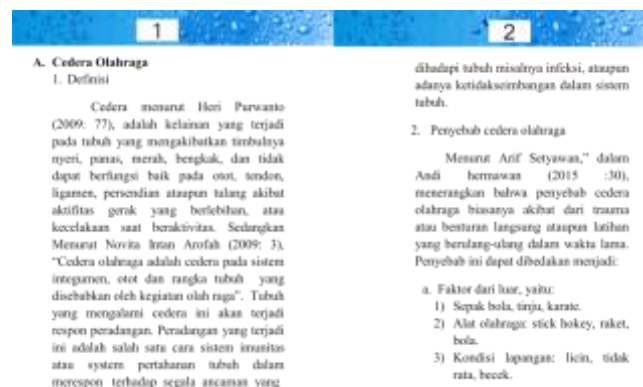 1
A. Cedera Olahraga
1. Definisi
Cedera menurut Heri Purwanto
(2009: 77), adalah kelainan yang terjadi
pada tubuh yang mengakibatkan timbulnya
nyeri, panas, merah, bengkak, dan tidak
dapat berfungsi baik pada otot, tendon,
ligamen, persendian ataupun tulang akibat
aktifitas gerak yang berlebihan, atau
kecelakaan saat beraktivitas. Sedangkan
Menurut Novita Intan Arofah (2009: 3),
"Cedera olahraga adalah cedera pada sistem
integumen, otot dan rangka tubuh yang
disebabkan oleh kegiatan olah raga". Tubuh
yang mengalami cedera ini akan terjadi
respon peradangan. Peradangan yang terjadi
ini adalah salah satu cara sistem imunitas
atau system pertahanan tubuh dalam
merespon terhadap segala ancaman yang
2
dihadapi tubuh misalnya infeksi, ataupun
adanya ketidakseimbangan dalam sistem
tubuh.
2. Penyebab cedera olahraga
Menurut Arif Setyawan," dalam
Andi hermawan (2015 :30),
menerangkan bahwa penyebab cedera
olahraga biasanya akibat dari trauma
atau benturan langsung ataupun latihan
yang berulang-ulang dalam waktu lama.
Penyebab ini dapat dibedakan menjadi:
a. Faktor dari luar, yaitu:
1) Sepak bola, tinju, karate.
2) Alat olahraga: stick hokey, raket,
bola.
3) Kondisi lapangan: licin, tidak
rata, becek.